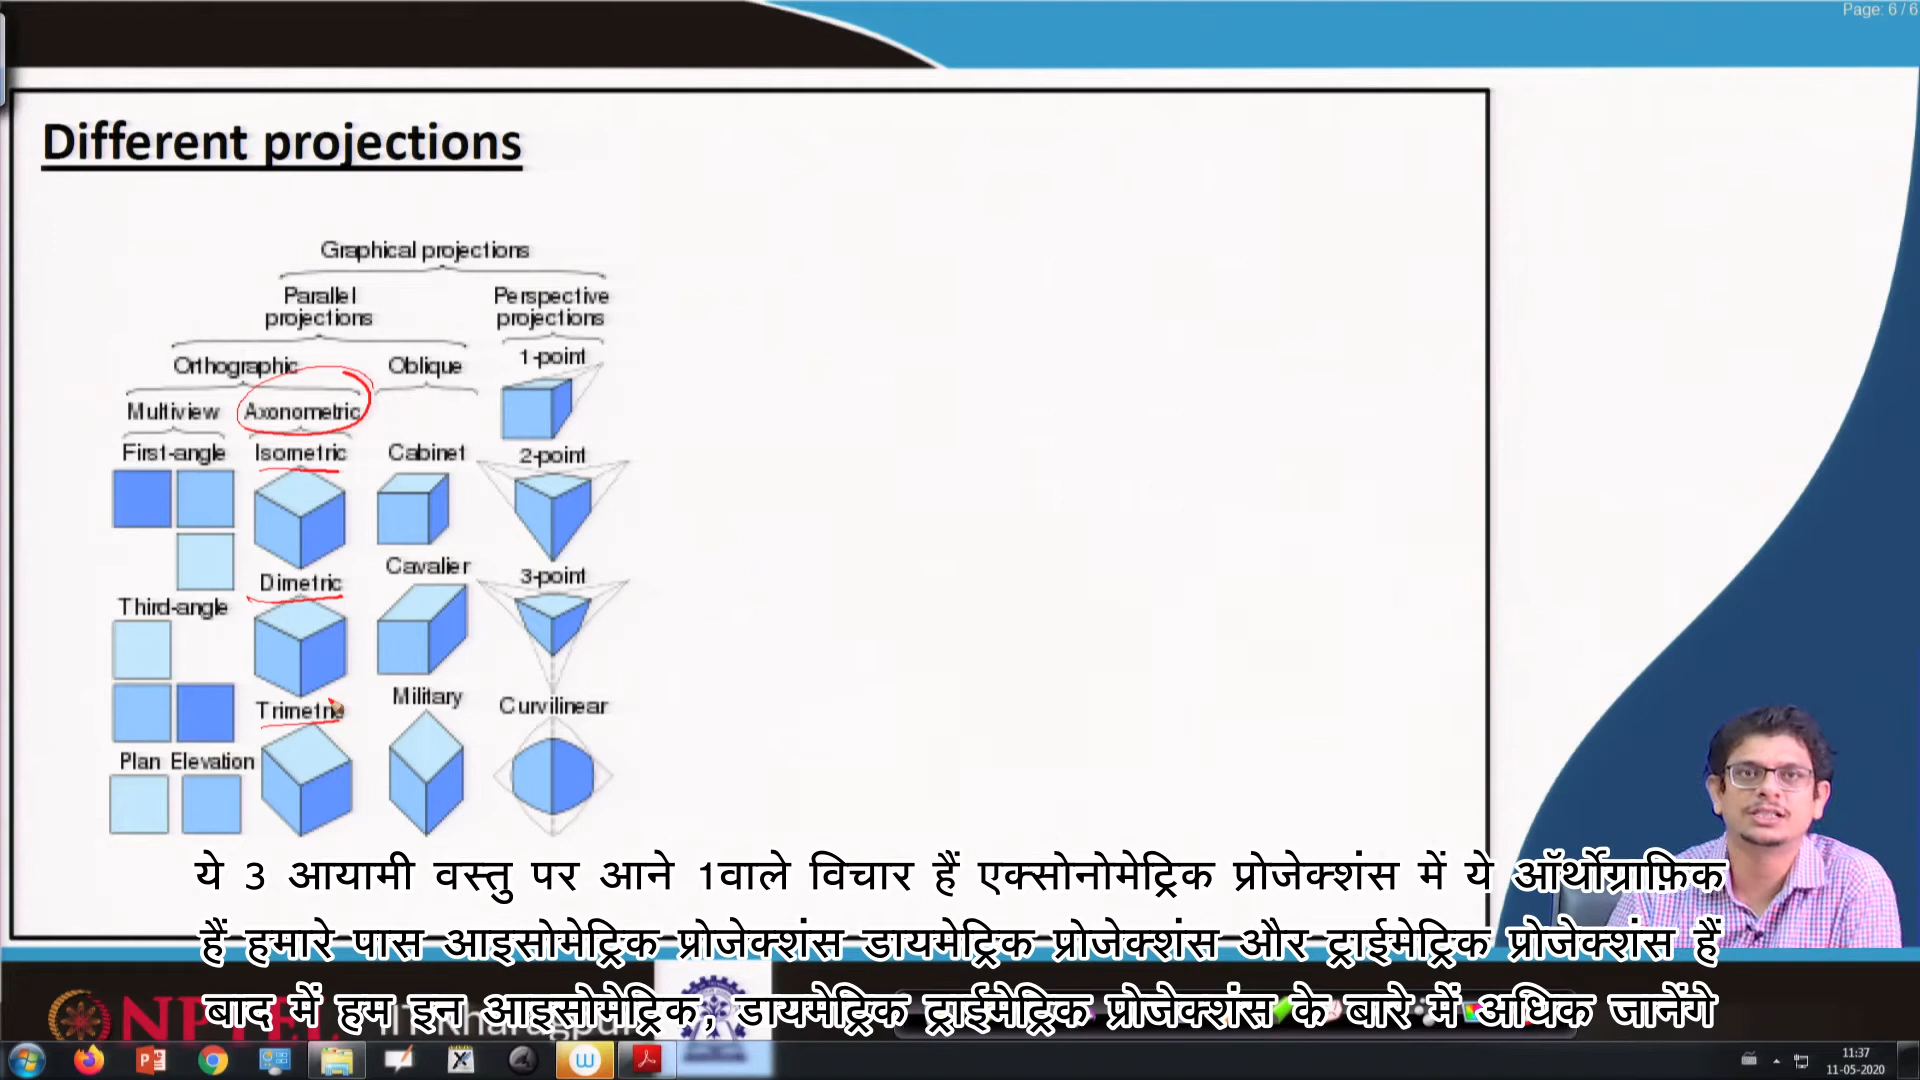 Page: 6 / 6
Different projections
Graphical projections
Parallel projections
Perspective projections
Orthographic
Oblique
1-point
Multiview
Axonometric
First-angle
Isometric
Cabinet
2-point
Dimetric
Cavalier
3-point
Third-angle
Trimetric
Military
Curvilinear
Plan Elevation
ये 3 आयामी वस्तु पर आने 1वाले विचार हैं एक्सोनोमेट्रिक प्रोजेक्शंस में ये ऑर्थोग्राफ़िक
हैं हमारे पास आइसोमेट्रिक प्रोजेक्शंस डायमेट्रिक प्रोजेक्शंस और ट्राईमेट्रिक प्रोजेक्शंस हैं
बाद में हम इन आइसोमेट्रिक, डायमेट्रिक ट्राईमेट्रिक प्रोजेक्शंस के बारे में अधिक जानेंगे
11:37
11-05-2020